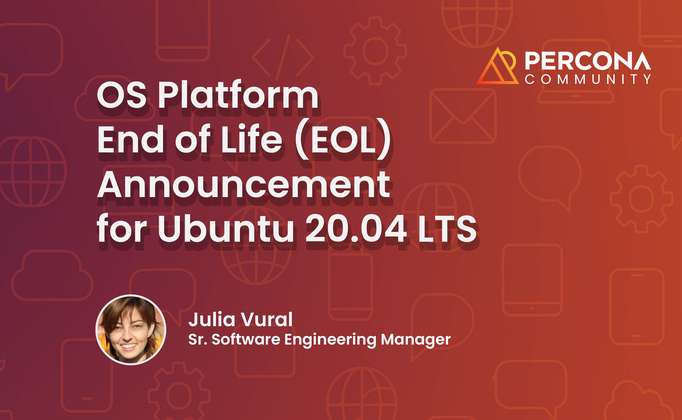 PERCONA
COMMUNITY
OS Platform
End of Life (EOL)
Announcement
for Ubuntu 20.04 LTS
Julia Vural
Sr. Software Engineering Manager